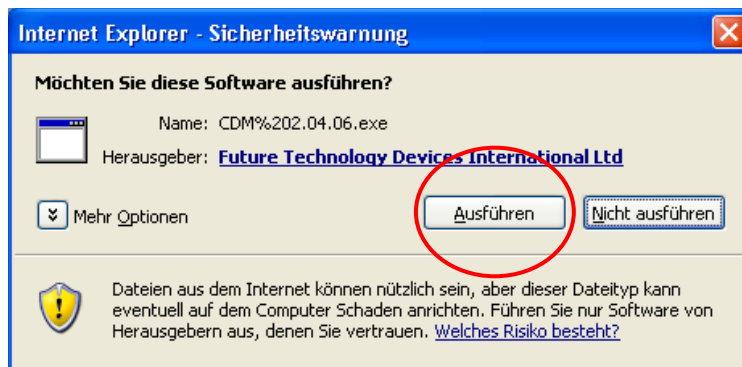 Internet Explorer - Sicherheitswarnung
Möchten Sie diese Software ausführen?
Name: CDM%202.04.06.exe
Herausgeber: Future Technology Devices International Ltd
Mehr Optionen
Ausführen
Nicht ausführen
Dateien aus dem Internet können nützlich sein, aber dieser Dateityp kann
eventuell auf dem Computer Schaden anrichten. Führen Sie nur Software von
Herausgebern aus, denen Sie vertrauen. Welches Risiko besteht?